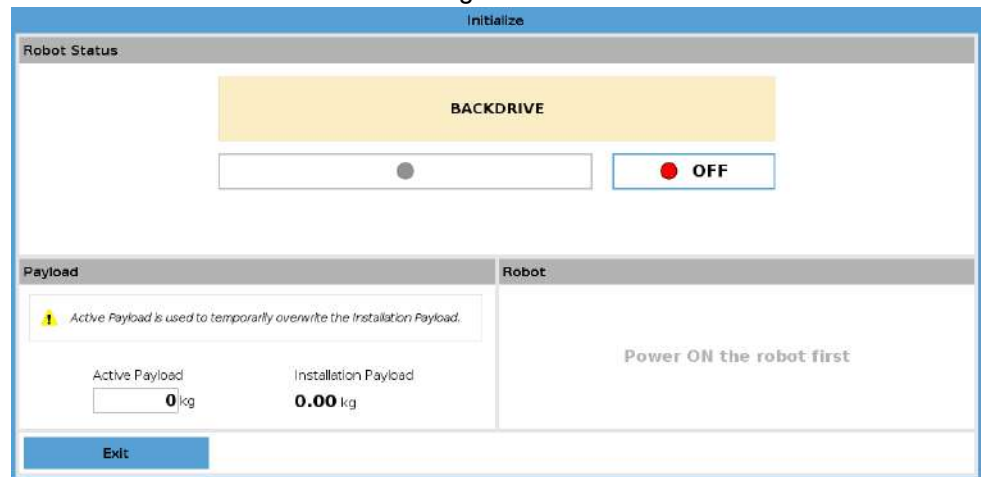 Initialize
Robot Status
BACKDRIVE
OFF
Payload
Active Payload is used to temporarily overwrite the Installation Payload.
Active Payload Installation Payload
0 kg 0.00 kg
Robot
Power ON the robot first
Exit